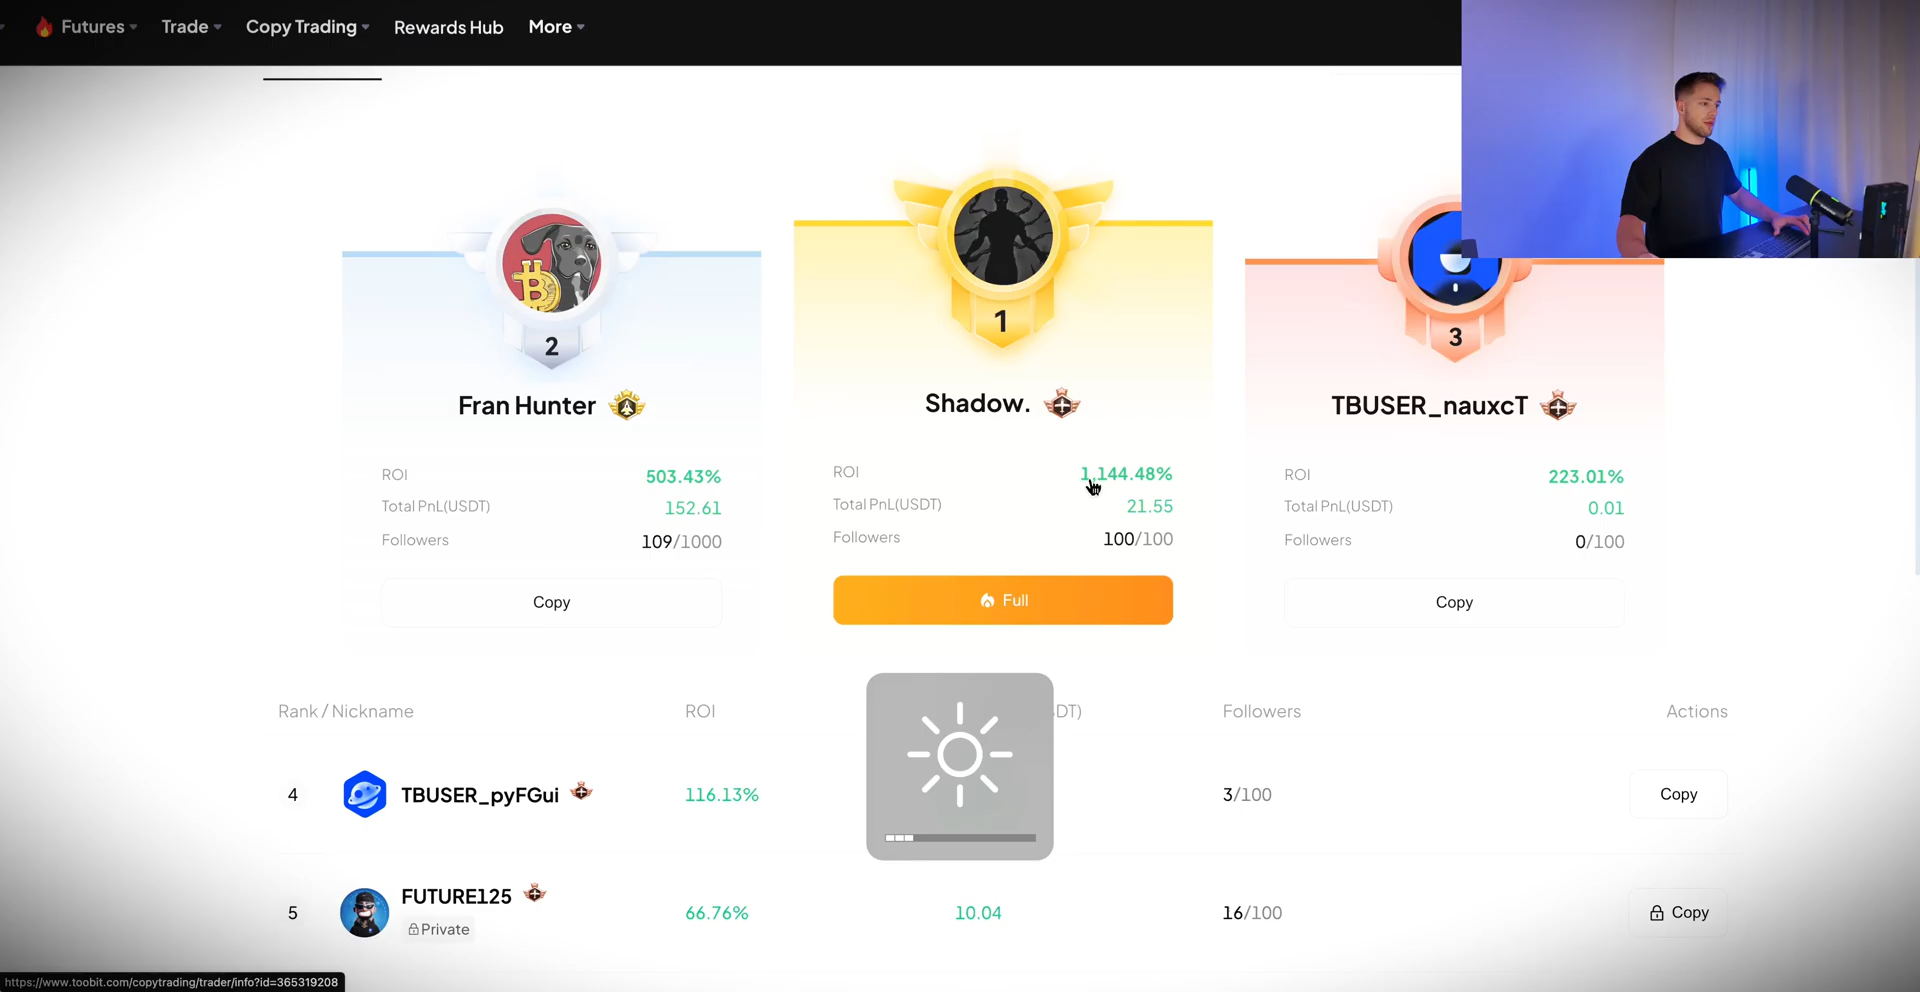 Futures
Trade
Copy Trading
Rewards Hub
More
2
1
3
Fran Hunter
Shadow.
TBUSER_nauxcT
ROI 503.43%
Total PnL(USDT) 152.61
Followers 109/1000
Copy
ROI 1,144.48%
Total PnL(USDT) 21.55
Followers 100/100
Full
ROI 223.01%
Total PnL(USDT) 0.01
Followers 0/100
Copy
Rank / Nickname ROI DT) Followers Actions
4 TBUSER_pyFGui 116.13% 3/100 Copy
5 FUTURE125 66.76% 10.04 16/100 Copy
Private
https://www.toobit.com/copytrading/trader/info?id=365319208